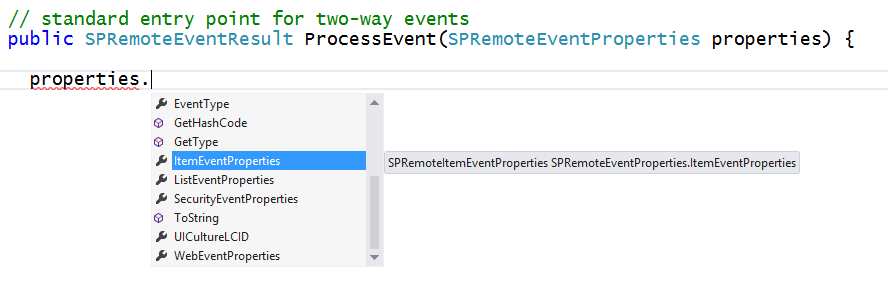 // standard entry point for two-way events
public SPRemoteEventResult ProcessEvent(SPRemoteEventProperties properties) {
properties.
EventType
GetHashCode
GetType
ItemEventProperties
SPRemoteItemEventProperties SPRemoteEventProperties.ItemEventProperties
ListEventProperties
SecurityEventProperties
ToString
UICultureLCID
WebEventProperties